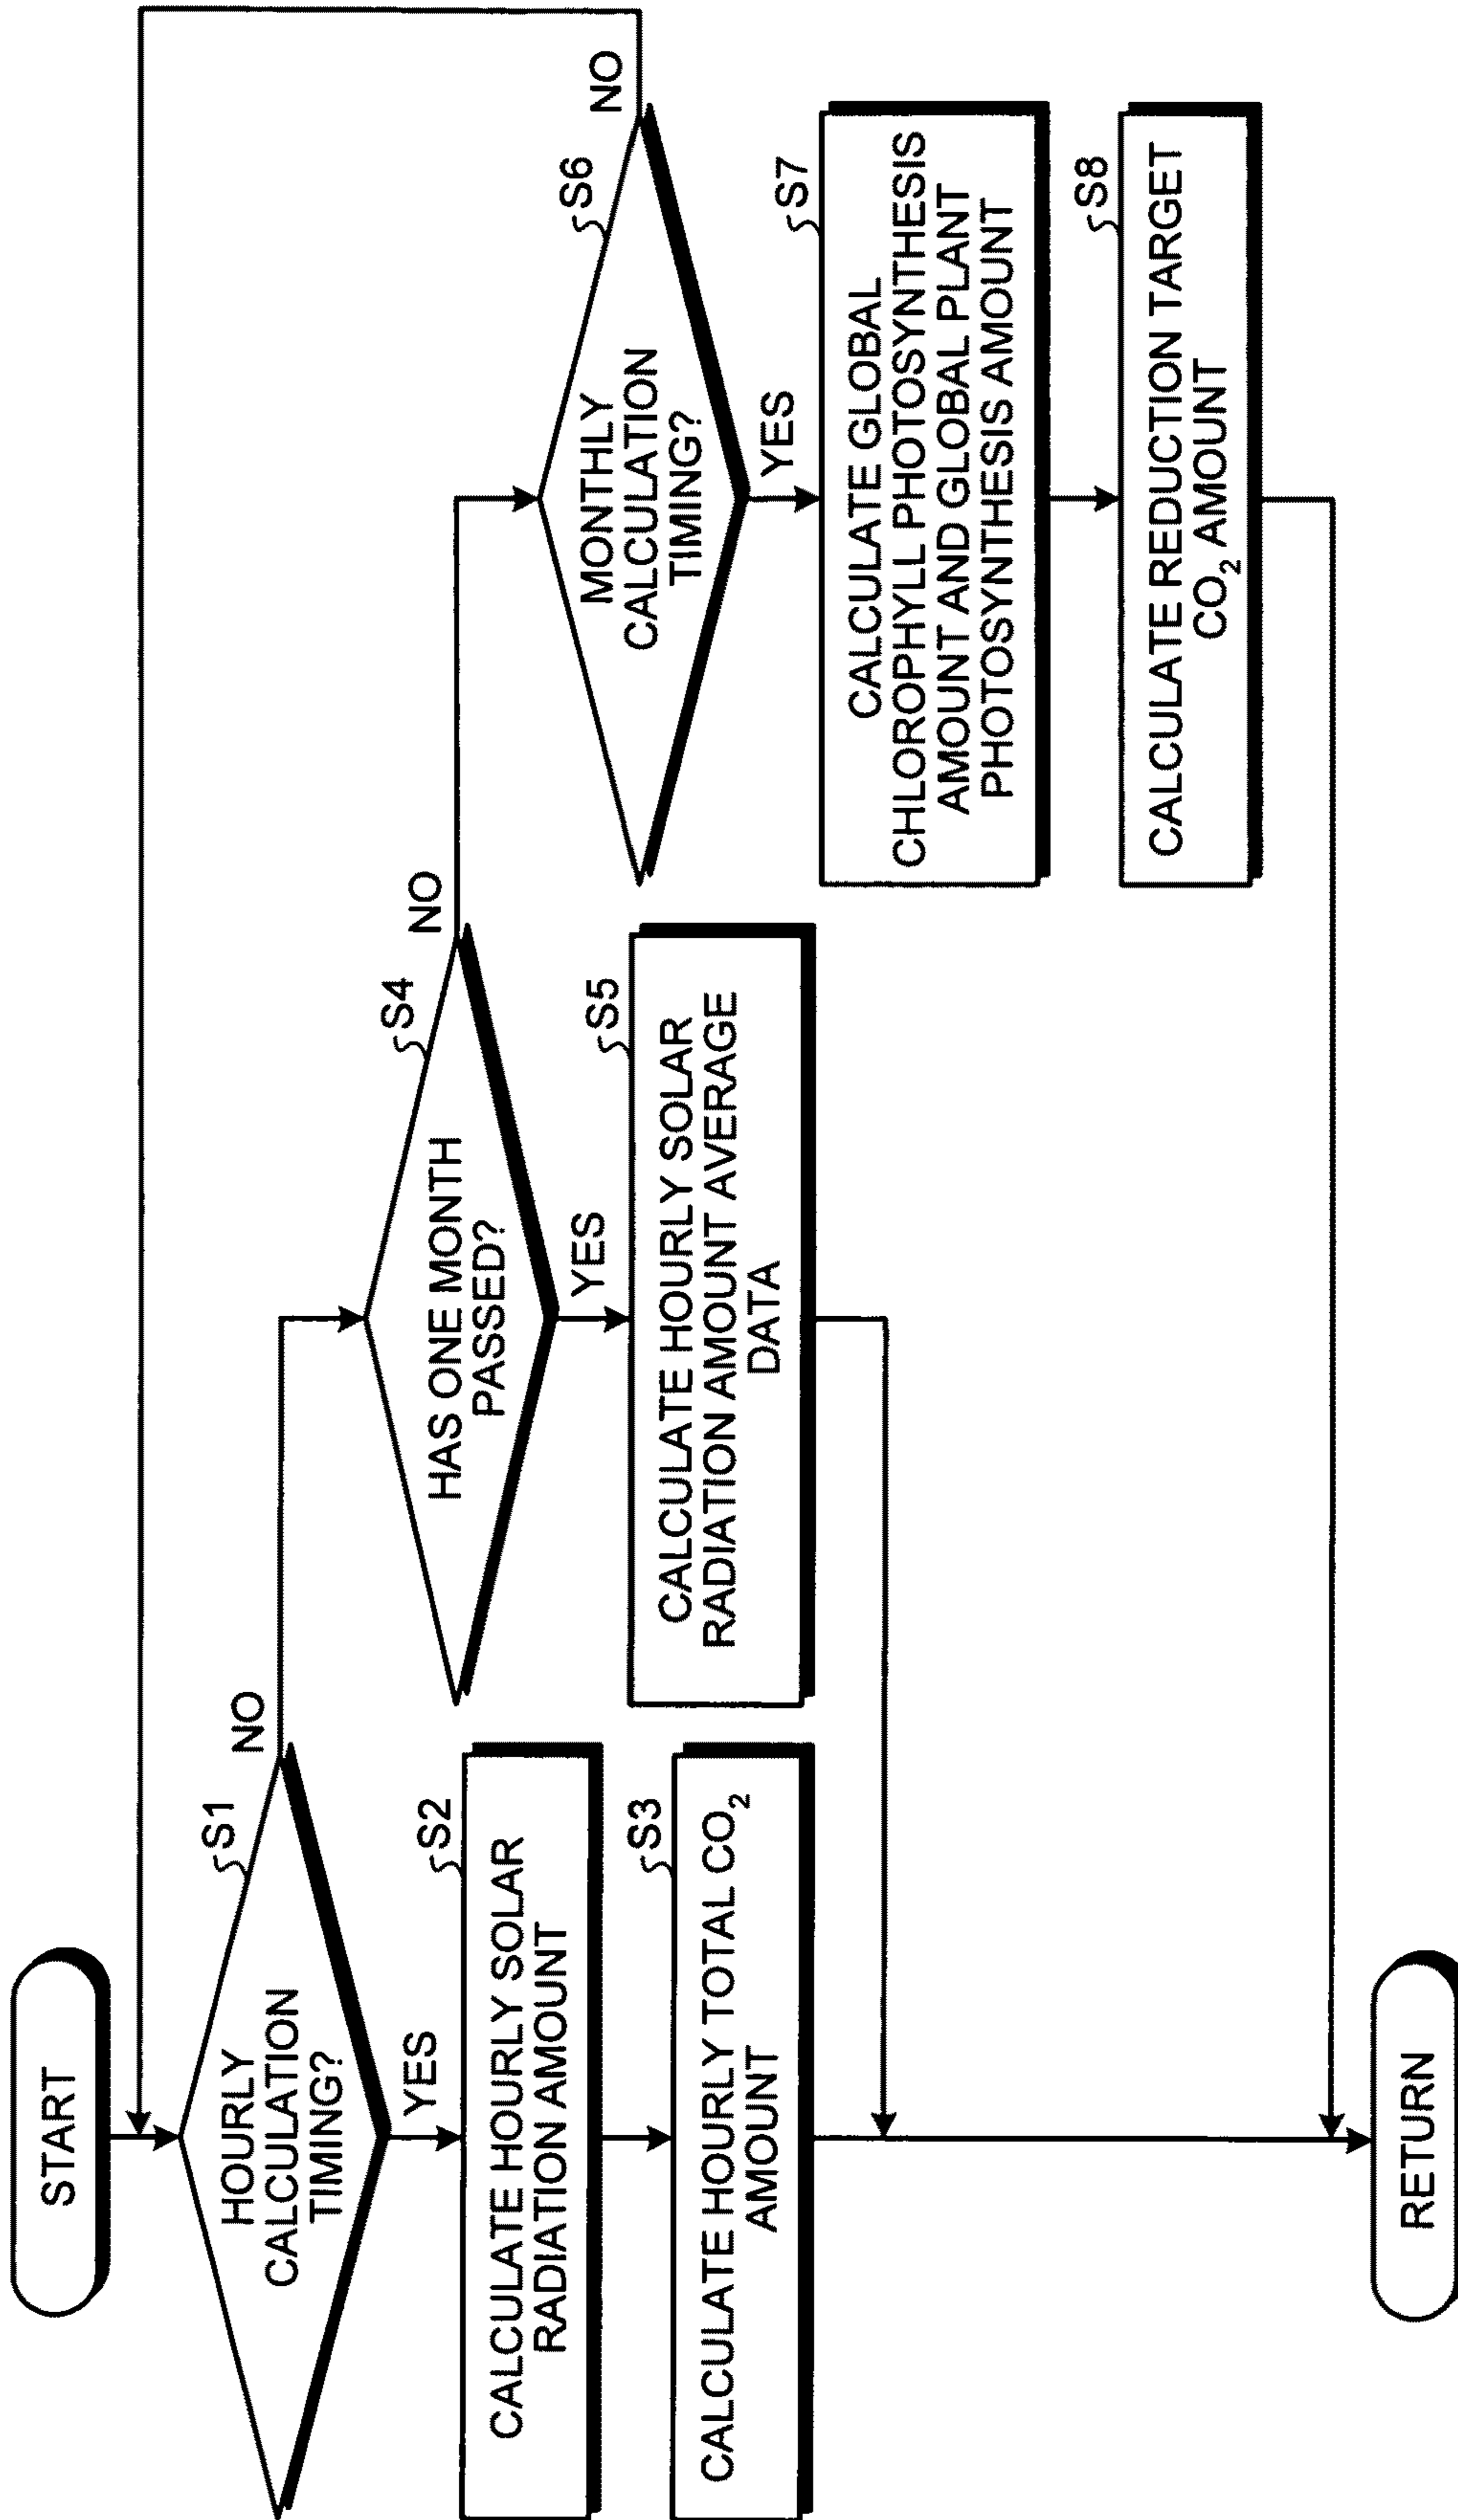 START
HOURLY
CALCULATION
TIMING?
S1
NO
YES
CALCULATE HOURLY SOLAR
RADIATION AMOUNT
S2
CALCULATE HOURLY TOTAL CO₂
AMOUNT
S3
HAS ONE MONTH
PASSED?
S4
NO
YES
CALCULATE HOURLY SOLAR
RADIATION AMOUNT AVERAGE
DATA
S5
MONTHLY
CALCULATION
TIMING?
S6
NO
YES
CALCULATE GLOBAL
CHLOROPHYLL PHOTOSYNTHESIS
AMOUNT AND GLOBAL PLANT
PHOTOSYNTHESIS AMOUNT
S7
CALCULATE REDUCTION TARGET
CO₂ AMOUNT
S8
RETURN